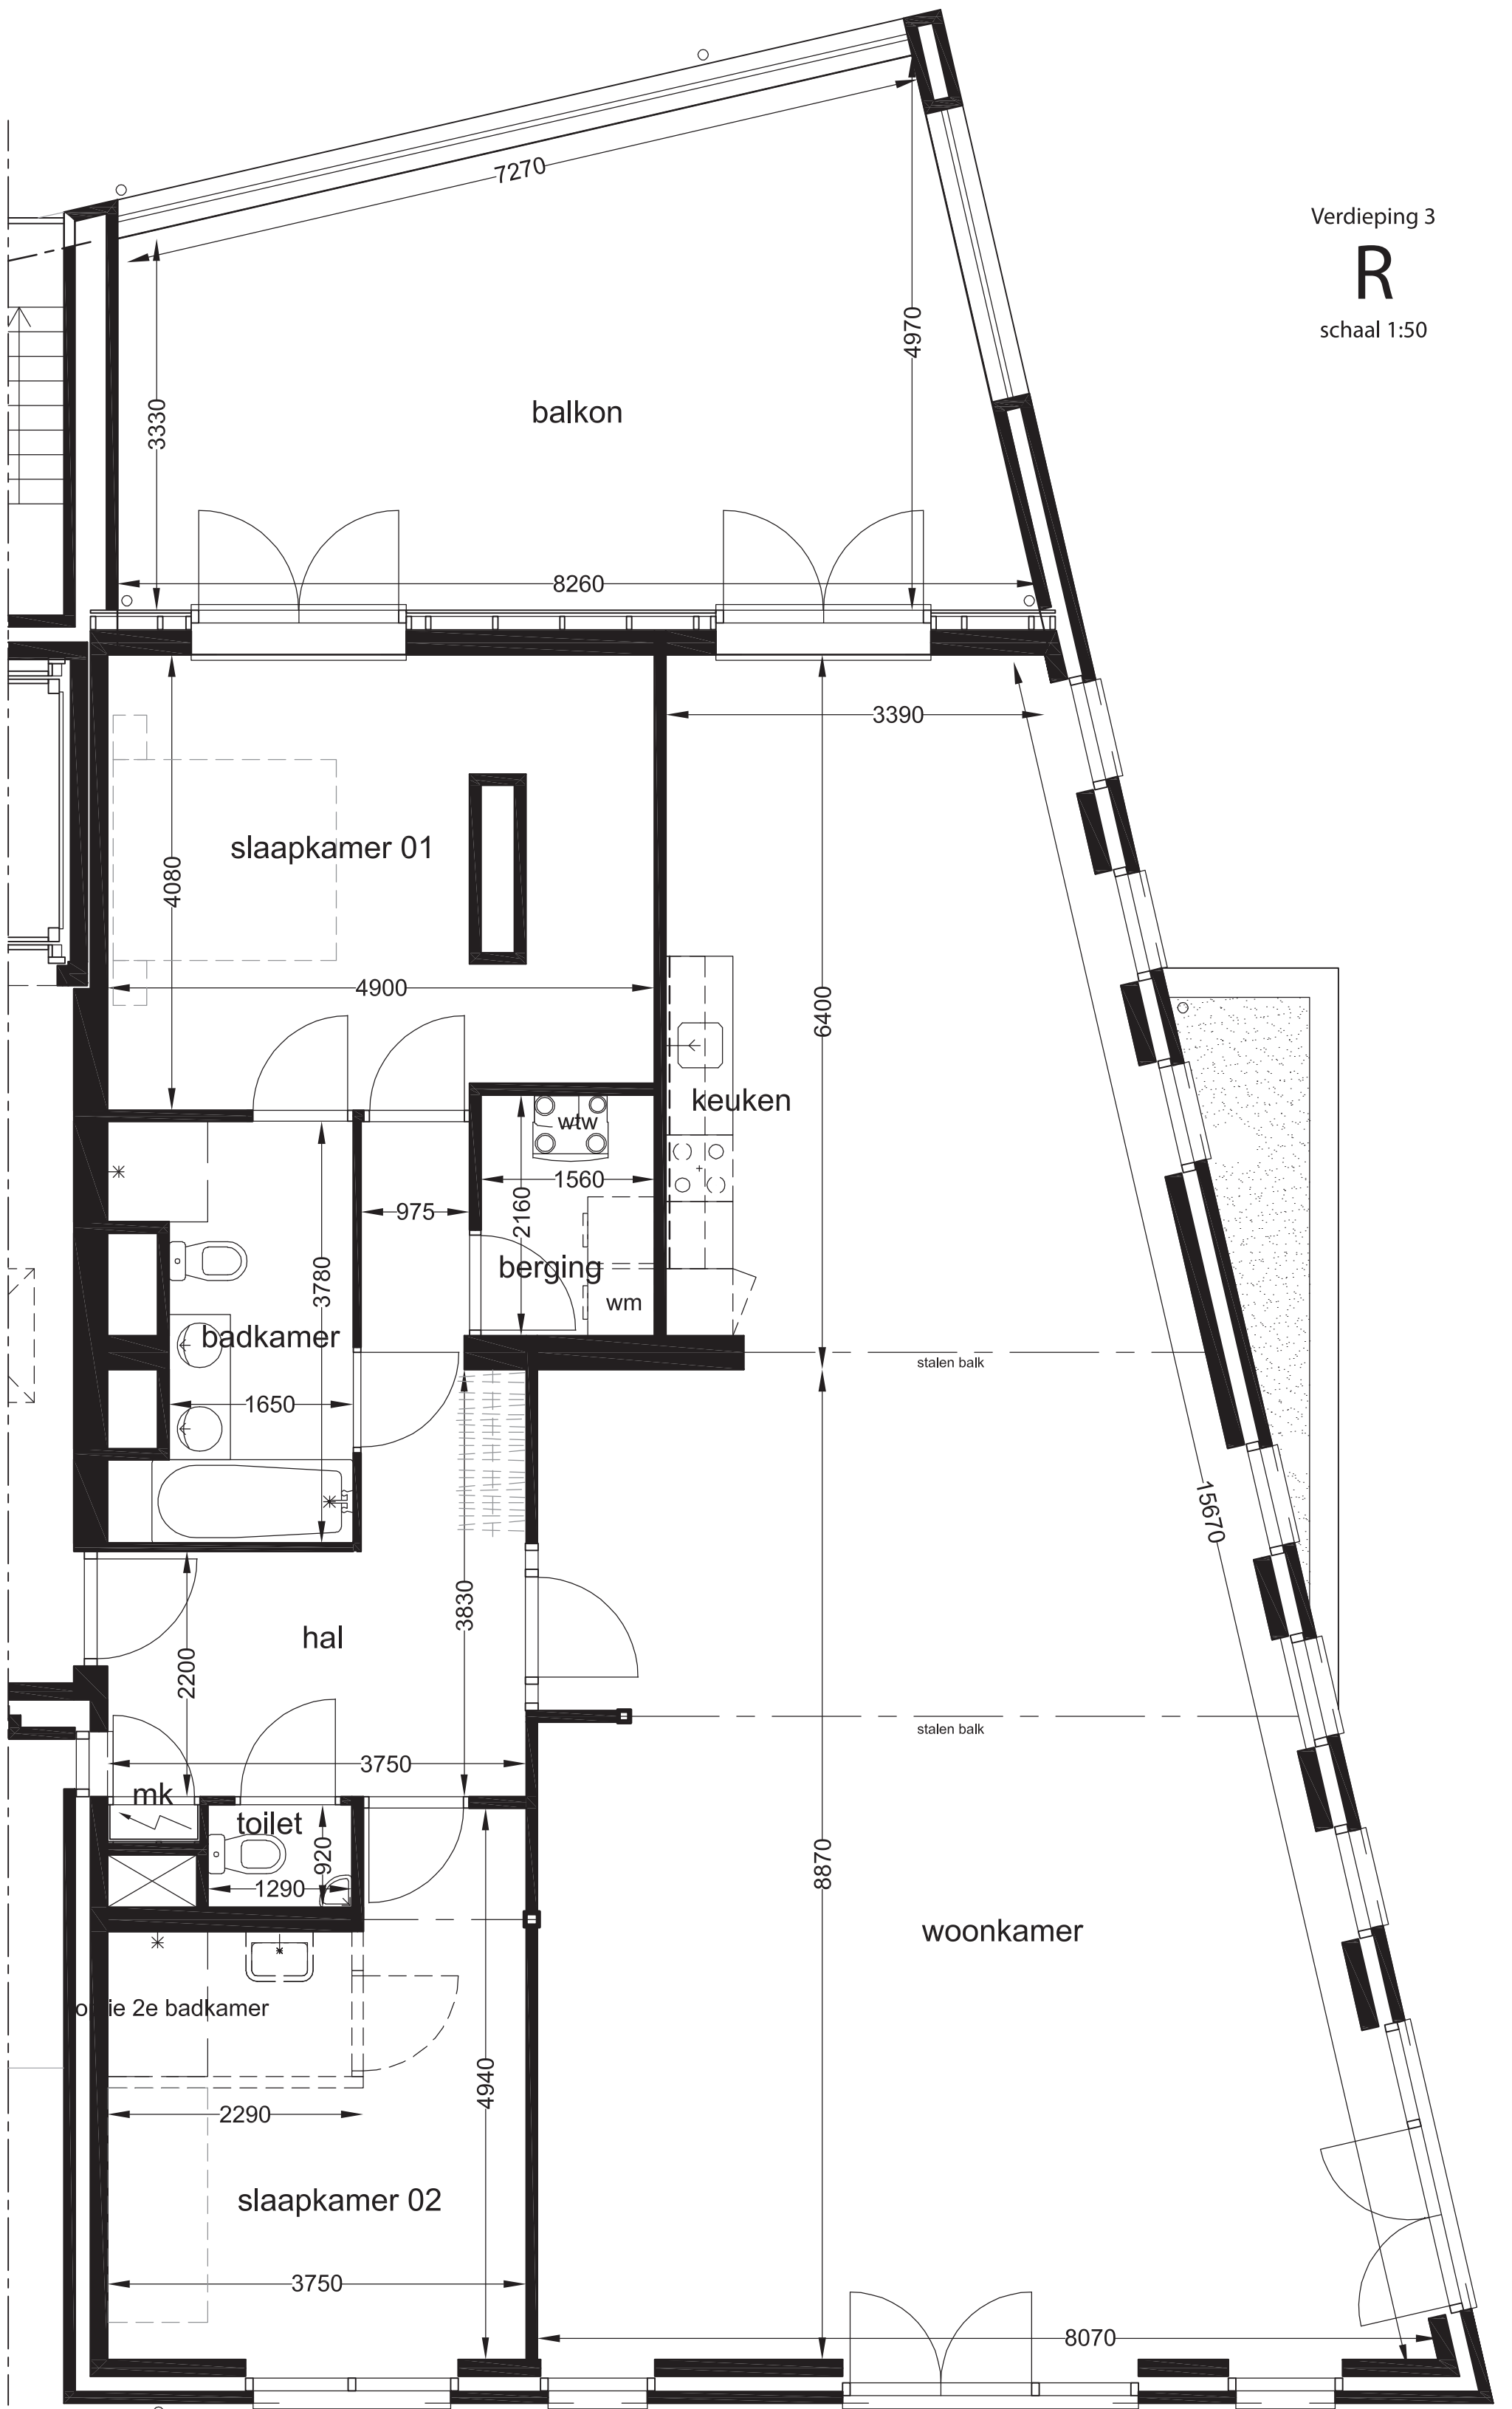 Verdieping 3
R
schaal 1:50
7270
4970
3330
balkon
8260
3390
slaapkamer 01
4080
4900
6400
keuken
wtw
1560
975
2160
3780
berging
wm
badkamer
stalen balk
1650
15670
3830
hal
2200
stalen balk
3750
mk
toilet
920
8870
1290
woonkamer
2e badkamer
4940
2290
slaapkamer 02
3750
8070